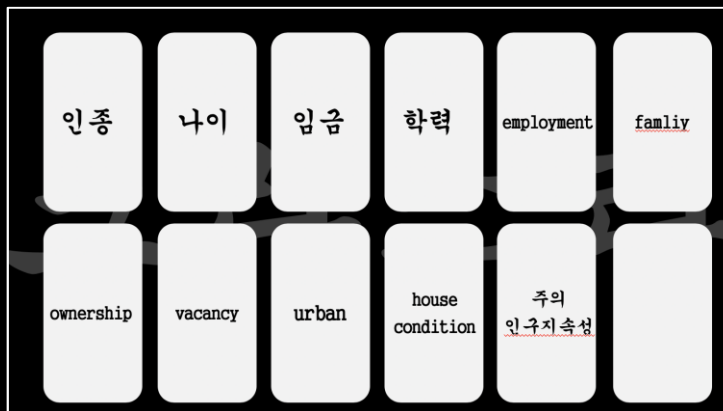 인종
나이
임금
학력
employment
famliy
ownership
vacancy
urban
house
condition
주의
인구지속성